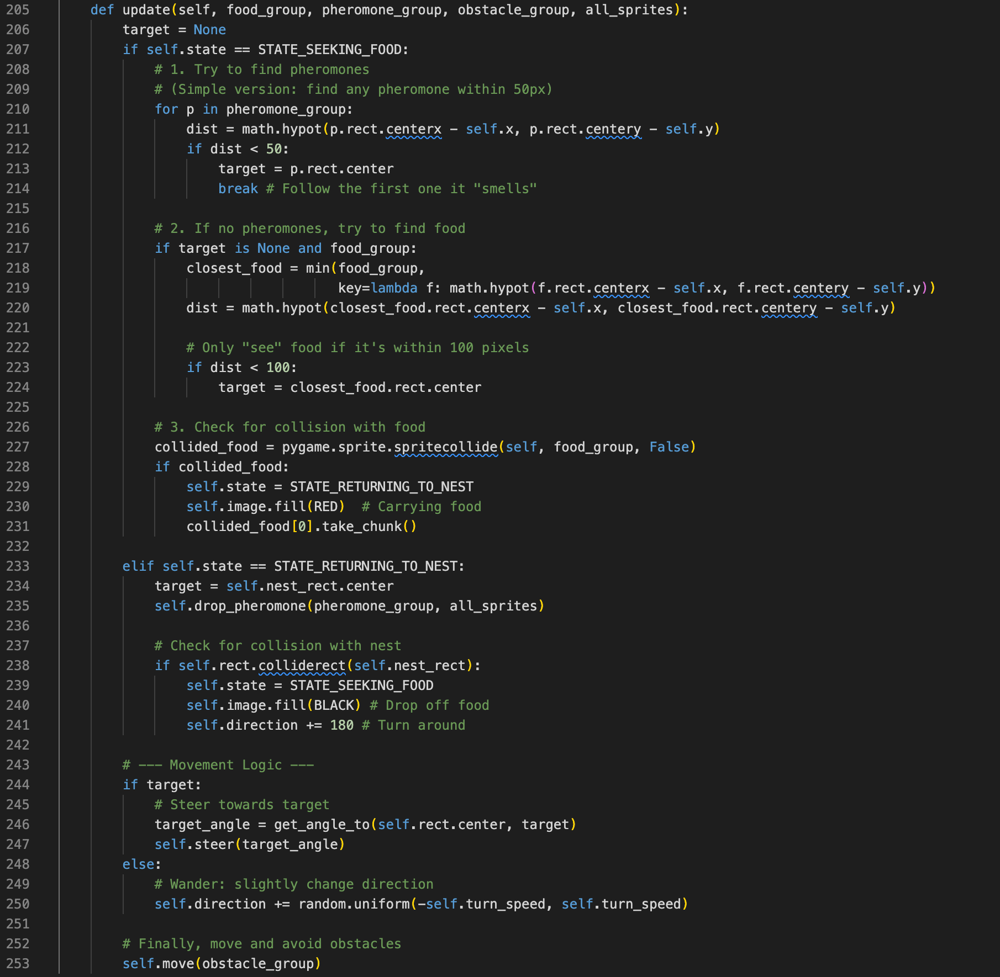 205 def update(self, food_group, pheromone_group, obstacle_group, all_sprites):
206 target = None
207 if self.state == STATE_SEEKING_FOOD:
208 # 1. Try to find pheromones
209 # (Simple version: find any pheromone within 50px)
210 for p in pheromone_group:
211 dist = math.hypot(p.rect.centerx - self.x, p.rect.centery - self.y)
212 if dist < 50:
213 target = p.rect.center
214 break # Follow the first one it "smells"
215
216 # 2. If no pheromones, try to find food
217 if target is None and food_group:
218 closest_food = min(food_group,
219 key=lambda f: math.hypot(f.rect.centerx - self.x, f.rect.centery - self.y))
220 dist = math.hypot(closest_food.rect.centerx - self.x, closest_food.rect.centery - self.y)
221
222 # Only "see" food if it's within 100 pixels
223 if dist < 100:
224 target = closest_food.rect.center
225
226 # 3. Check for collision with food
227 collided_food = pygame.sprite.spritecollide(self, food_group, False)
228 if collided_food:
229 self.state = STATE_RETURNING_TO_NEST
230 self.image.fill(RED)  # Carrying food
231 collided_food[0].take_chunk()
232
233 elif self.state == STATE_RETURNING_TO_NEST:
234 target = self.nest_rect.center
235 self.drop_pheromone(pheromone_group, all_sprites)
236
237 # Check for collision with nest
238 if self.rect.colliderect(self.nest_rect):
239 self.state = STATE_SEEKING_FOOD
240 self.image.fill(BLACK) # Drop off food
241 self.direction += 180 # Turn around
242
243 # --- Movement Logic ---
244 if target:
245 # Steer towards target
246 target_angle = get_angle_to(self.rect.center, target)
247 self.steer(target_angle)
248 else:
249 # Wander: slightly change direction
250 self.direction += random.uniform(-self.turn_speed, self.turn_speed)
251
252 # Finally, move and avoid obstacles
253 self.move(obstacle_group)